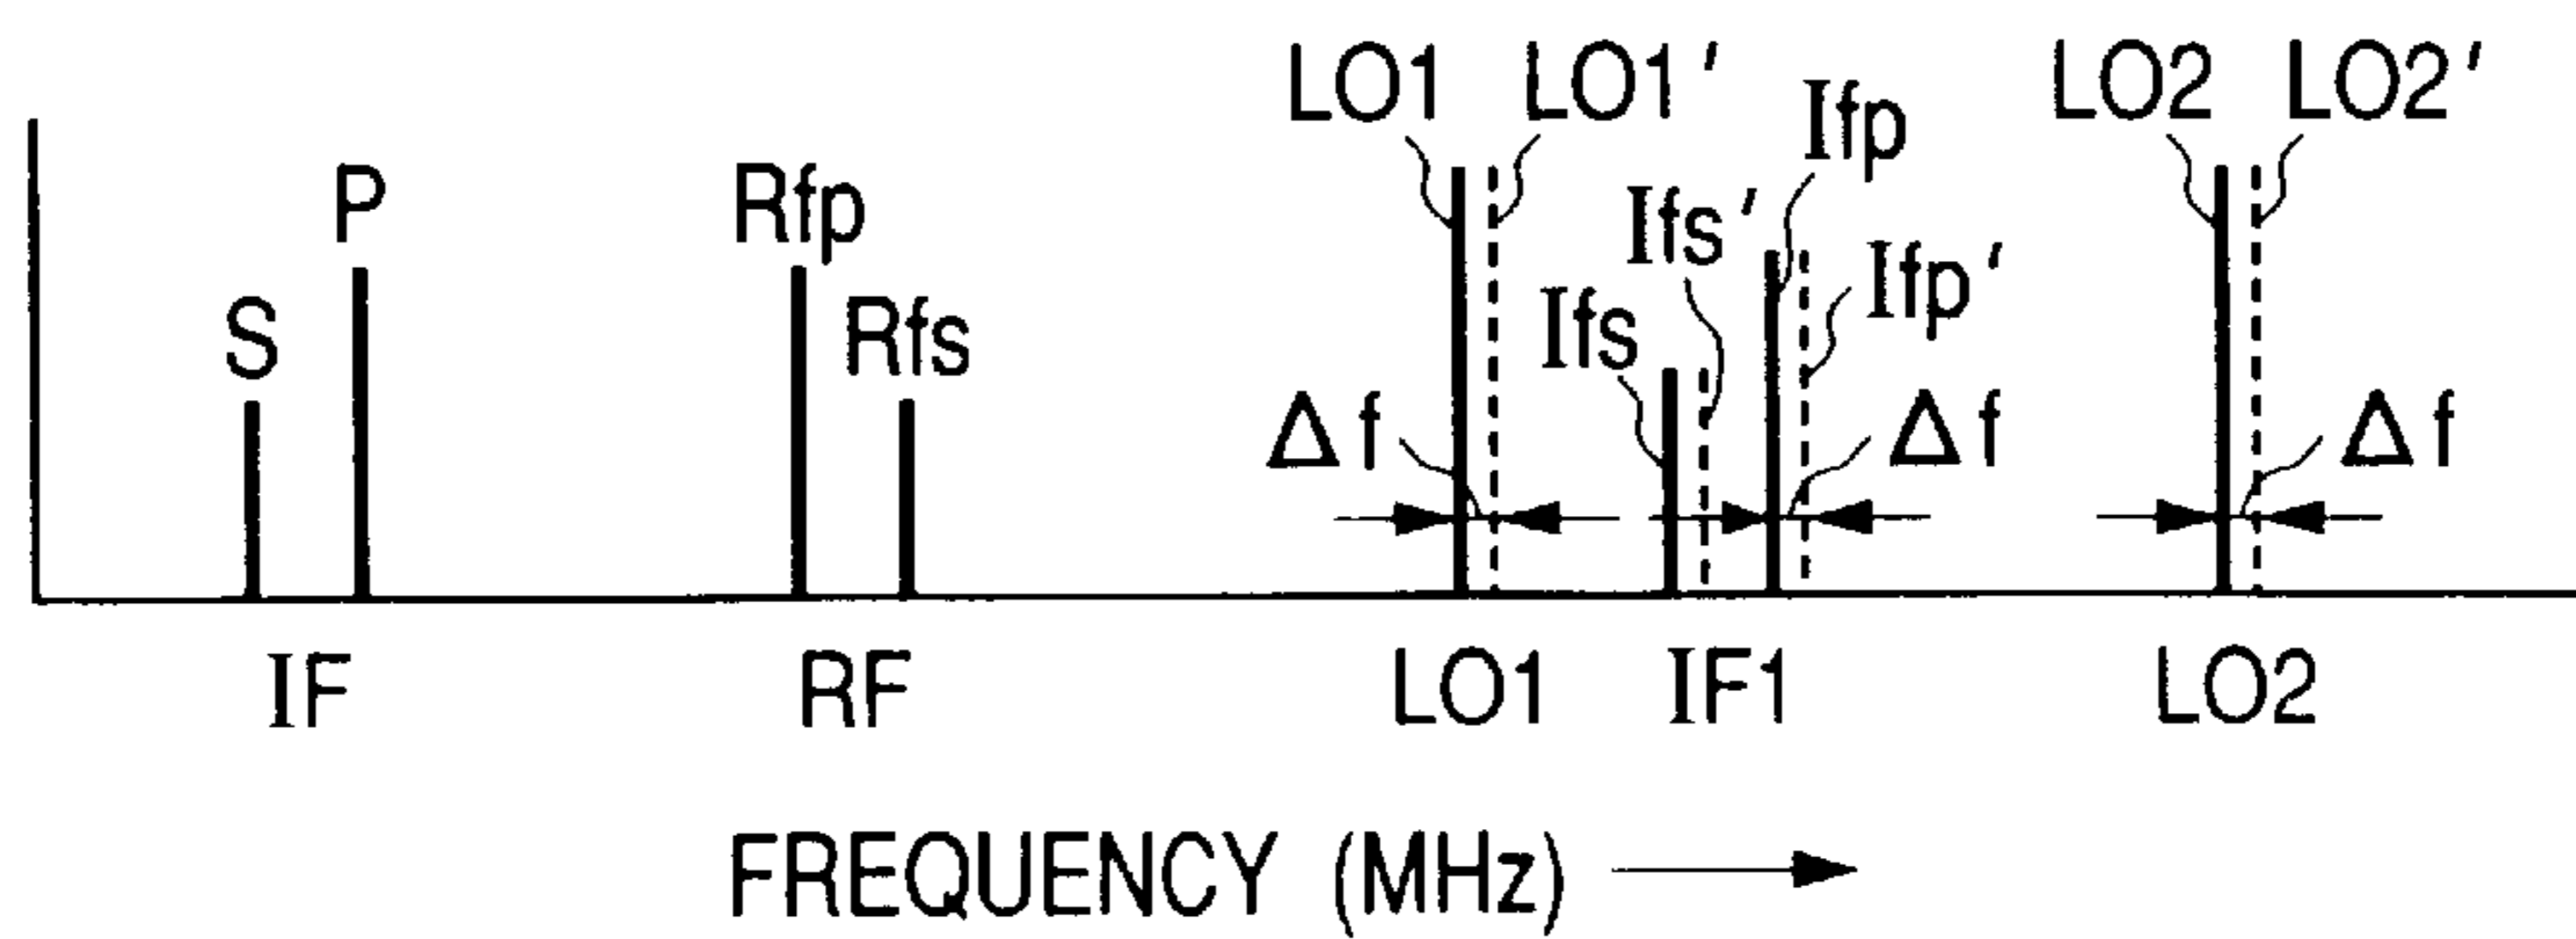 LO1 LO1' LO2 LO2'
Ifp
P Rfp Ifs' Ifp'
S Rfs Ifs
Δf Δf Δf
IF RF LO1 IF1 LO2
FREQUENCY (MHz)